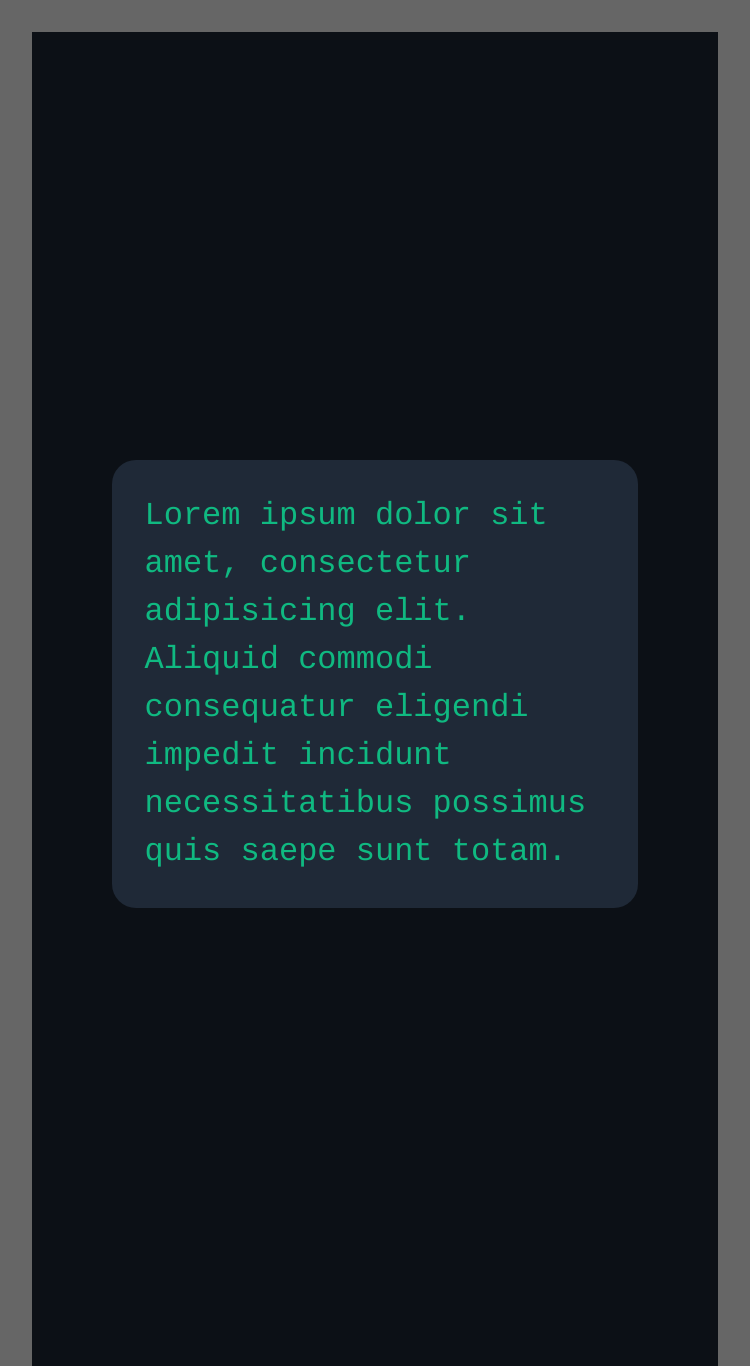 Lorem ipsum dolor sit
amet, consectetur
adipisicing elit.
Aliquid commodi
consequatur eligendi
impedit incidunt
necessitatibus possimus
quis saepe sunt totam.